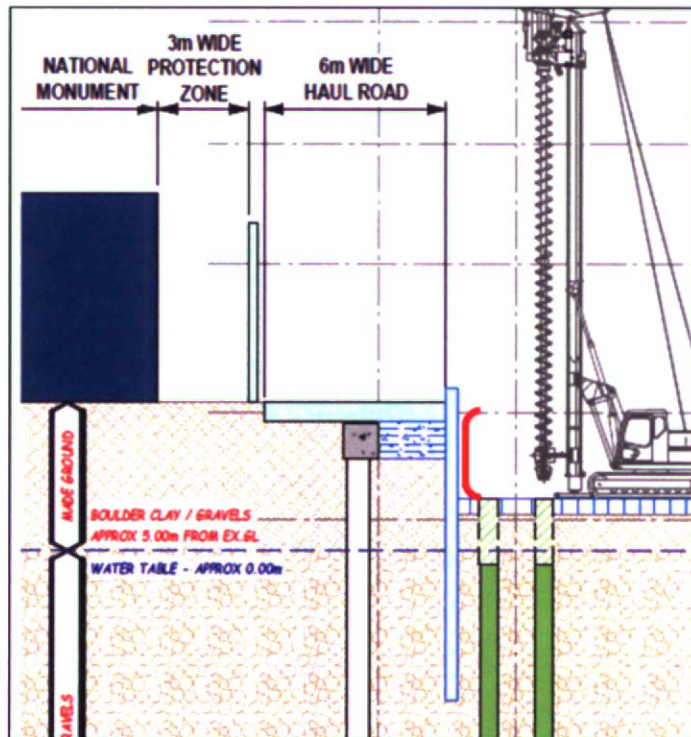 NATIONAL
MONUMENT
3m WIDE
PROTECTION
ZONE
6m WIDE
HAUL ROAD
MADE GROUND
BOULDER CLAY / GRAVELS
APPROX 5.00m FROM EX.GL
WATER TABLE - APPROX 0.00m
RAVELS